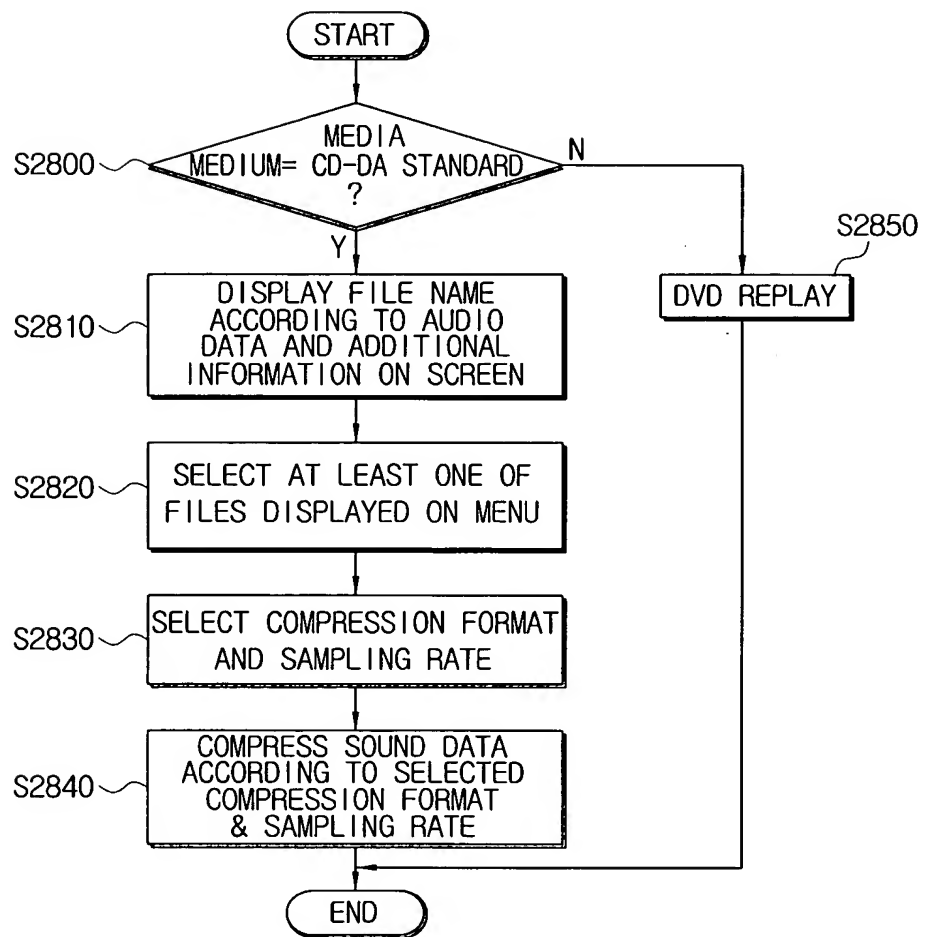 START
MEDIA
MEDIUM= CD-DA STANDARD
?
S2800
N
Y
S2850
DVD REPLAY
S2810
DISPLAY FILE NAME
ACCORDING TO AUDIO
DATA AND ADDITIONAL
INFORMATION ON SCREEN
S2820
SELECT AT LEAST ONE OF
FILES DISPLAYED ON MENU
S2830
SELECT COMPRESSION FORMAT
AND SAMPLING RATE
S2840
COMPRESS SOUND DATA
ACCORDING TO SELECTED
COMPRESSION FORMAT
& SAMPLING RATE
END